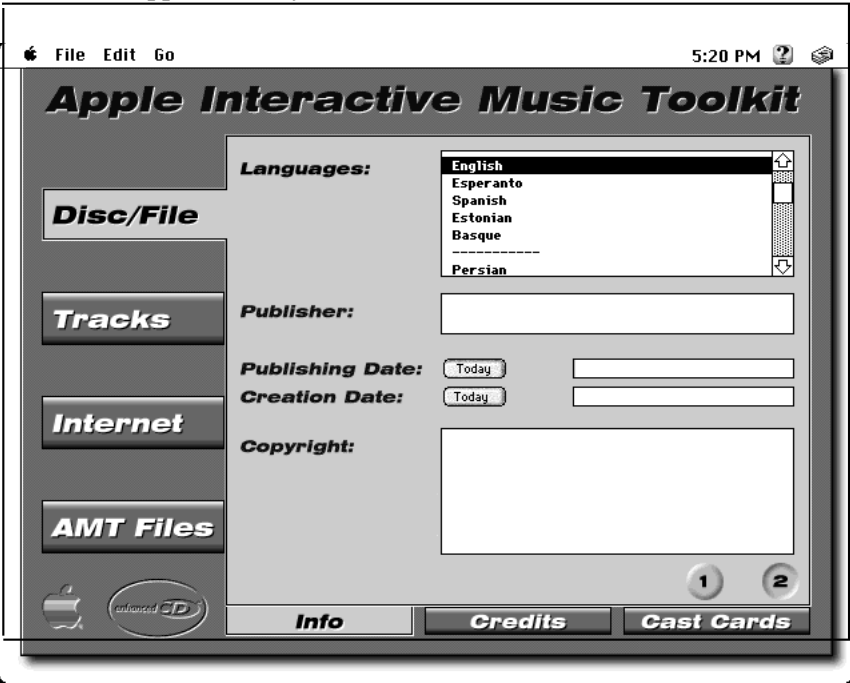 File Edit Go 5:20 PM
Apple Interactive Music Toolkit
Disc/File
Tracks
Internet
AMT Files
enhanced CD
Languages:
English
Esperanto
Spanish
Estonian
Basque
-----------
Persian
Publisher:
Publishing Date: Today
Creation Date: Today
Copyright:
1 2
Info Credits Cast Cards